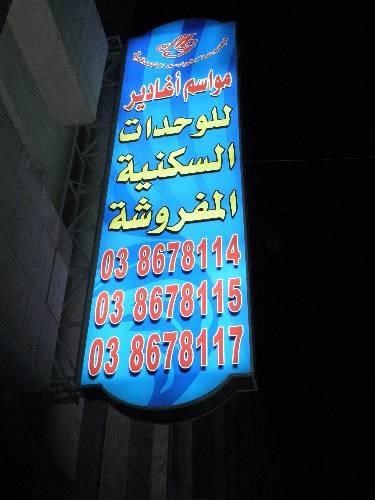 مواسم أغادير
للوحدات
السكنية
المفروشة
03 8678114
03 8678115
03 8678117